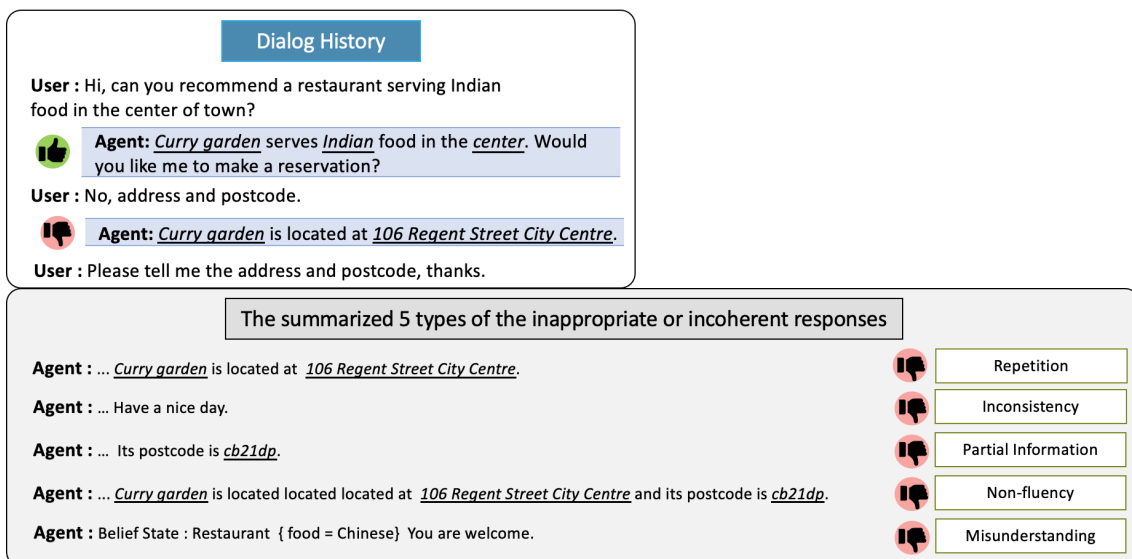 Dialog History
User : Hi, can you recommend a restaurant serving Indian
food in the center of town?
Agent: Curry garden serves Indian food in the center. Would
you like me to make a reservation?
User : No, address and postcode.
Agent: Curry garden is located at 106 Regent Street City Centre.
User : Please tell me the address and postcode, thanks.
The summarized 5 types of the inappropriate or incoherent responses
Agent : ... Curry garden is located at 106 Regent Street City Centre.
Repetition
Agent : ... Have a nice day.
Inconsistency
Agent : ... Its postcode is cb21dp.
Partial Information
Agent : ... Curry garden is located located located at 106 Regent Street City Centre and its postcode is cb21dp.
Non-fluency
Agent : Belief State : Restaurant { food = Chinese} You are welcome.
Misunderstanding